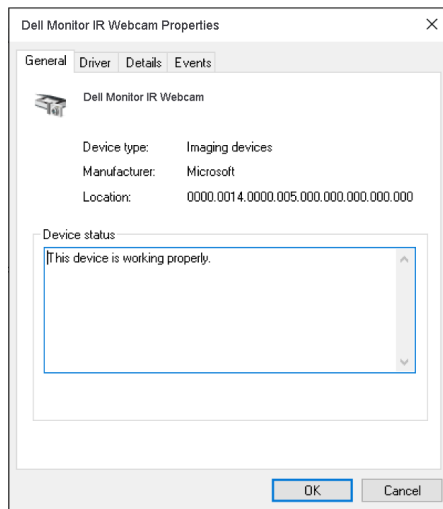 Dell Monitor IR Webcam Properties
General Driver Details Events
Dell Monitor IR Webcam
Device type: Imaging devices
Manufacturer: Microsoft
Location: 0000.0014.0000.005.000.000.000.000.000
Device status
This device is working properly.
OK Cancel